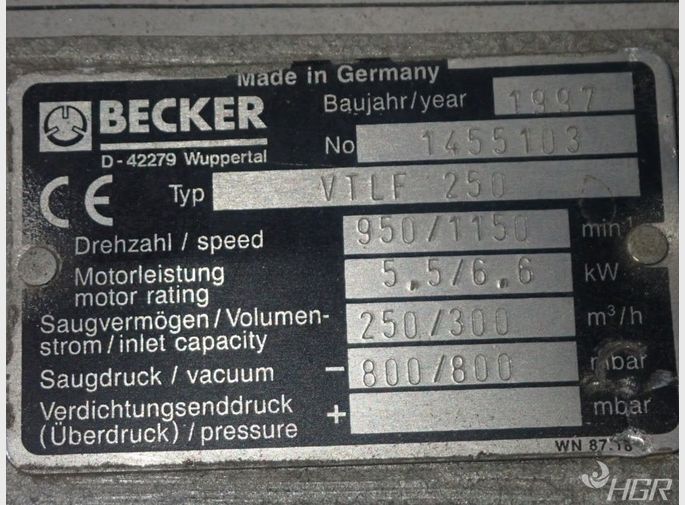 Made in Germany
BECKER
D-42279 Wuppertal
Baujahr/year 1997
No 1455103
CE Typ VTLF 250
Drehzahl / speed 950/1150 min⁻¹
Motorleistung
motor rating 5,5/6,6 kW
Saugvermögen/Volumen-
strom/inlet capacity 250/300 m³/h
Saugdruck / vacuum – 800/800 mbar
Verdichtungsenddruck
(Überdruck) / pressure + mbar
WN 87.18
HGR